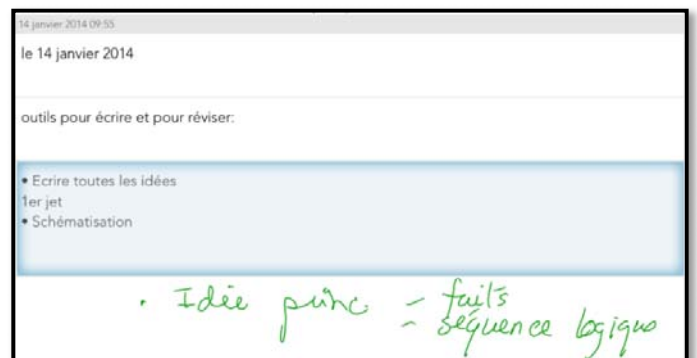 14 janvier 2014 09:55
le 14 janvier 2014
outils pour écrire et pour réviser:
• Ecrire toutes les idées
1er jet
• Schématisation
• Idée princ - faits
- séquence logique